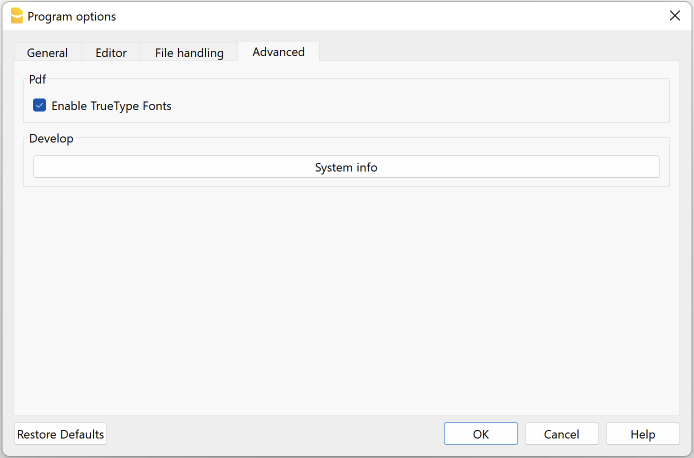 Program options
General Editor File handling Advanced
Pdf
Enable TrueType Fonts
Develop
System info
Restore Defaults OK Cancel Help